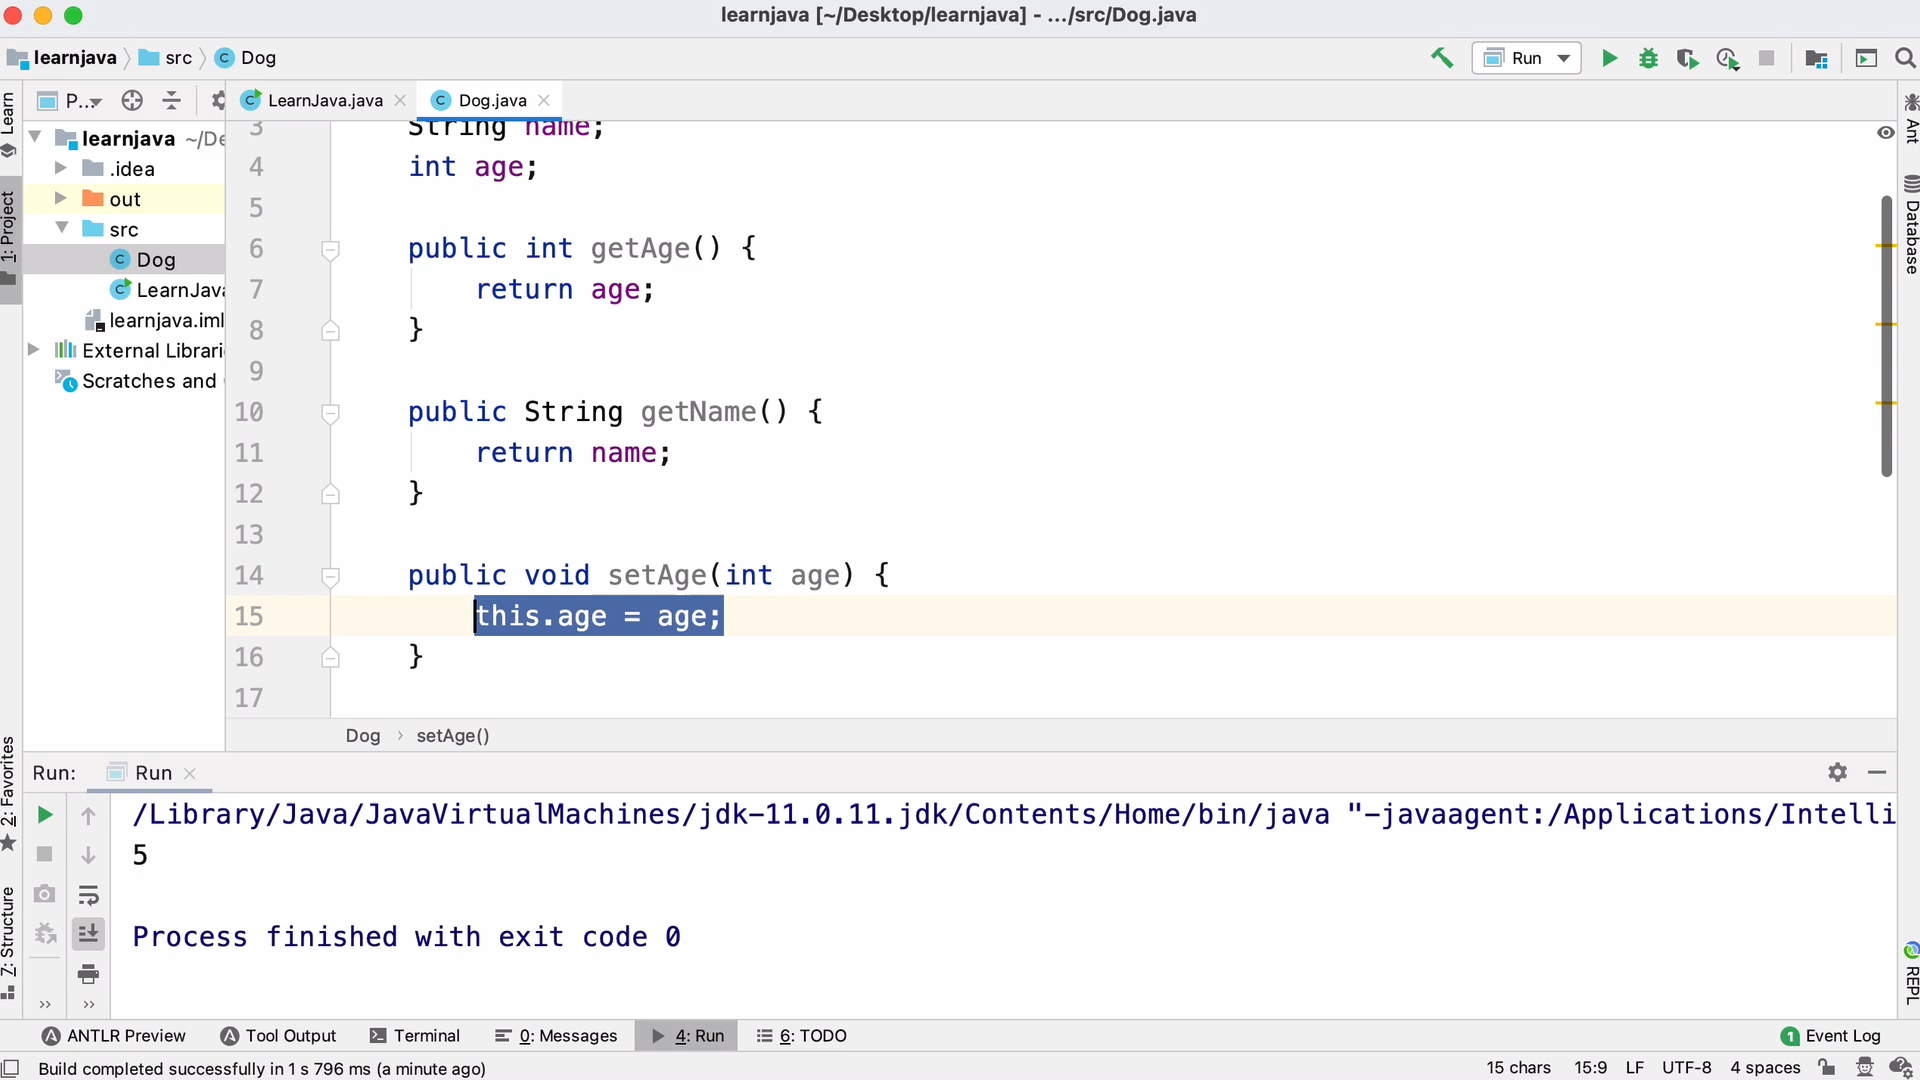 learnjava [~/Desktop/learnjava] - .../src/Dog.java
learnjava src Dog
Run
P... LearnJava.java Dog.java
Learn
1: Project
2: Favorites
7: Structure
learnjava ~/De
.idea
out
src
Dog
LearnJava
learnjava.iml
External Librari
Scratches and
3 String name;
4 int age;
5
6 public int getAge() {
7 return age;
8 }
9
10 public String getName() {
11 return name;
12 }
13
14 public void setAge(int age) {
15 this.age = age;
16 }
17
Dog › setAge()
Ant
Database
REPL
Run: Run
/Library/Java/JavaVirtualMachines/jdk-11.0.11.jdk/Contents/Home/bin/java "-javaagent:/Applications/Intelli
5
Process finished with exit code 0
ANTLR Preview Tool Output Terminal 0: Messages 4: Run 6: TODO 1 Event Log
Build completed successfully in 1 s 796 ms (a minute ago) 15 chars 15:9 LF UTF-8 4 spaces